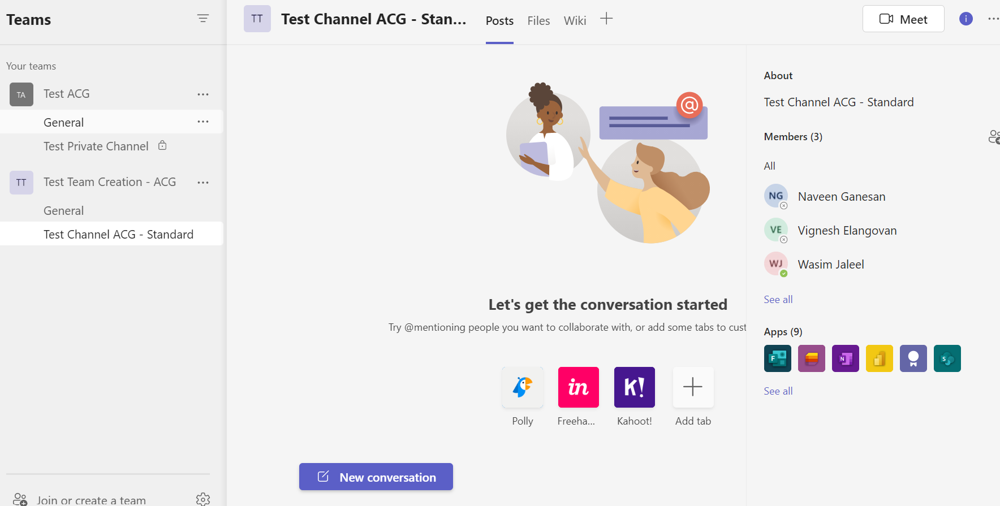 Teams
Your teams
TA Test ACG
General
Test Private Channel
TT Test Team Creation - ACG
General
Test Channel ACG - Standard
Join or create a team
TT Test Channel ACG - Stan... Posts Files Wiki
Meet
@
Let's get the conversation started
Try @mentioning people you want to collaborate with, or add some tabs to cust
in K!
Polly Freeha... Kahoot! Add tab
New conversation
About
Test Channel ACG - Standard
Members (3)
All
NG Naveen Ganesan
VE Vignesh Elangovan
WJ Wasim Jaleel
See all
Apps (9)
F N S
See all